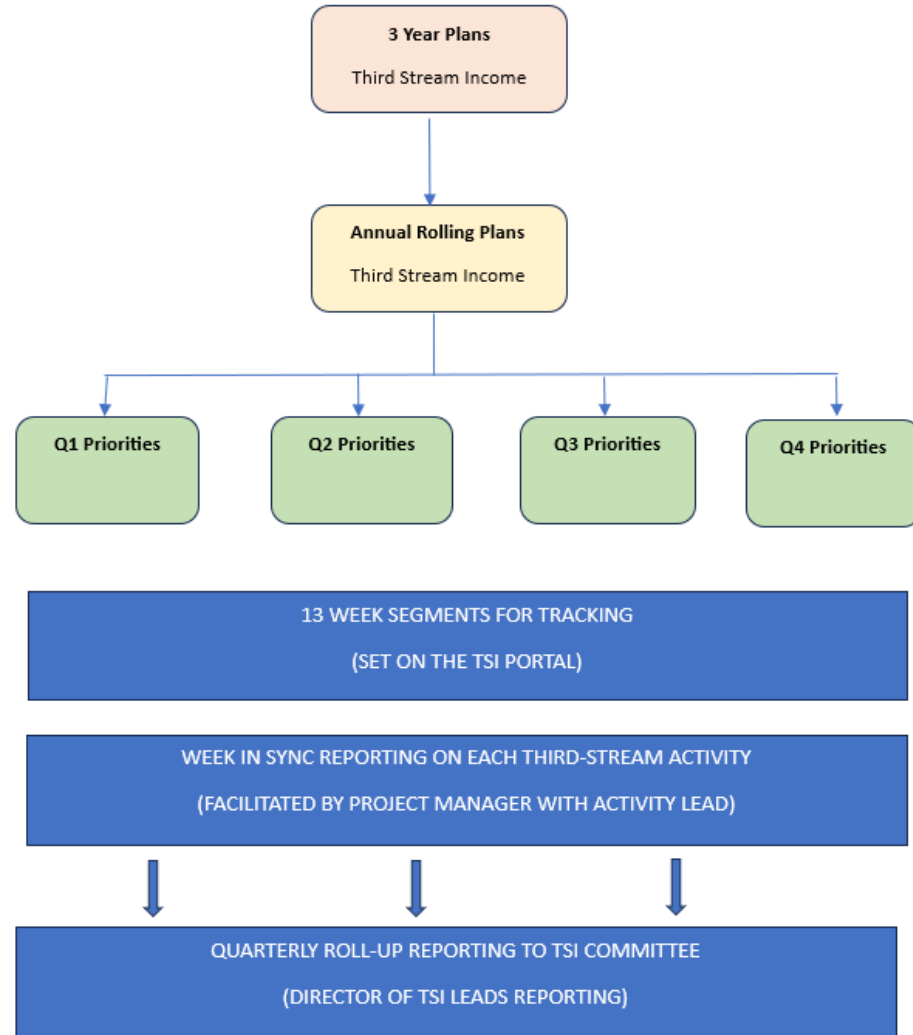 3 Year Plans
Third Stream Income
Annual Rolling Plans
Third Stream Income
Q1 Priorities
Q2 Priorities
Q3 Priorities
Q4 Priorities
13 WEEK SEGMENTS FOR TRACKING
(SET ON THE TSI PORTAL)
WEEK IN SYNC REPORTING ON EACH THIRD-STREAM ACTIVITY
(FACILITATED BY PROJECT MANAGER WITH ACTIVITY LEAD)
QUARTERLY ROLL-UP REPORTING TO TSI COMMITTEE
(DIRECTOR OF TSI LEADS REPORTING)